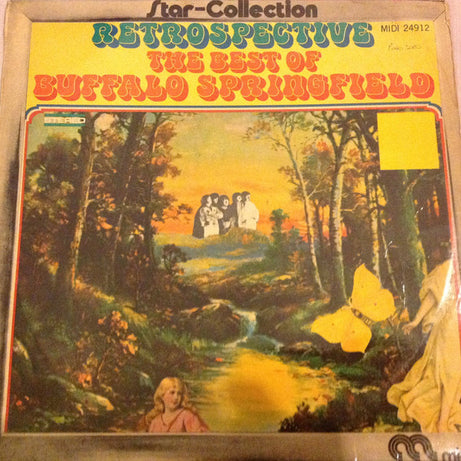 Star-Collection
RETROSPECTIVE
MIDI 24912
THE BEST OF
BUFFALO SPRINGFIELD
STEREO